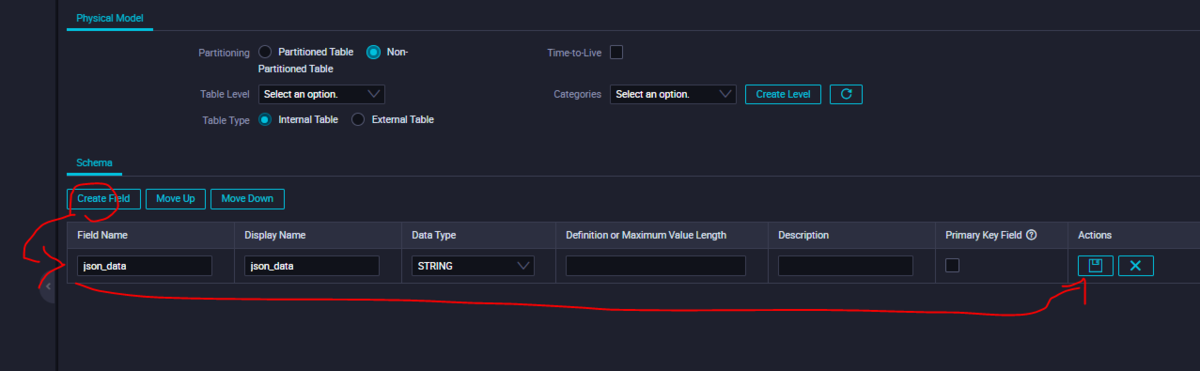 Physical Model
Partitioning Partitioned Table Non-Partitioned Table Time-to-Live
Table Level Select an option. Categories Select an option. Create Level
Table Type Internal Table External Table
Schema
Create Field Move Up Move Down
Field Name Display Name Data Type Definition or Maximum Value Length Description Primary Key Field Actions
json_data json_data STRING